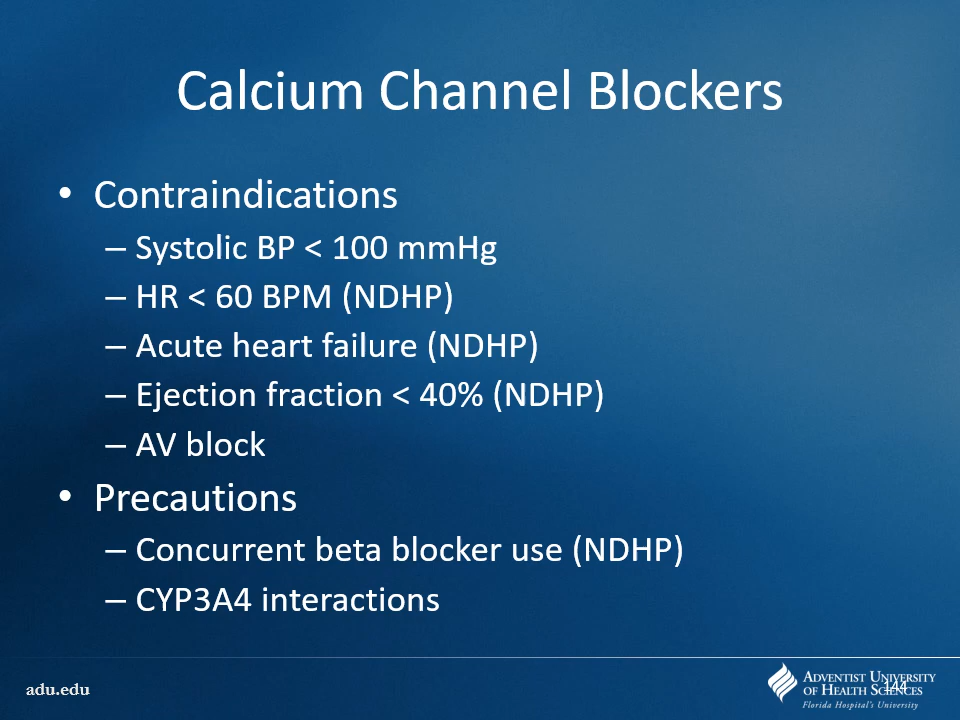 Calcium Channel Blockers
• Contraindications
– Systolic BP < 100 mmHg
– HR < 60 BPM (NDHP)
– Acute heart failure (NDHP)
– Ejection fraction < 40% (NDHP)
– AV block
• Precautions
– Concurrent beta blocker use (NDHP)
– CYP3A4 interactions
adu.edu
ADVENTIST UNIVERSITY
OF HEALTH SCIENCES
144
Florida Hospital's University